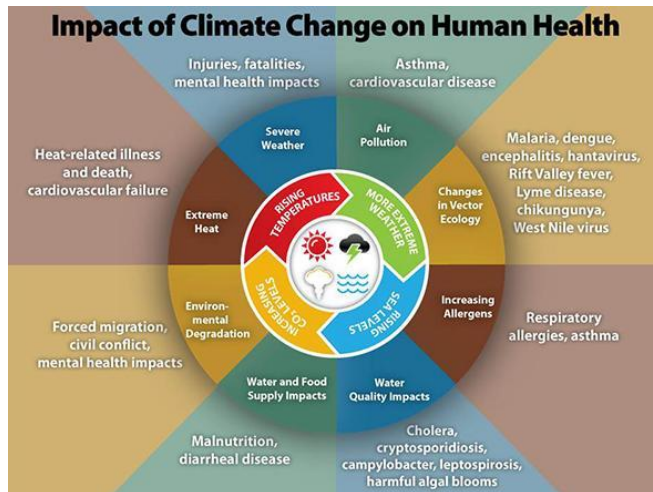 Impact of Climate Change on Human Health
Injuries, fatalities,
mental health impacts
Asthma,
cardiovascular disease
Malaria, dengue,
encephalitis, hantavirus,
Rift Valley fever,
Lyme disease,
chikungunya,
West Nile virus
Respiratory
allergies, asthma
Cholera,
cryptosporidiosis,
campylobacter, leptospirosis,
harmful algal blooms
Malnutrition,
diarrheal disease
Forced migration,
civil conflict,
mental health impacts
Heat-related illness
and death,
cardiovascular failure
Severe
Weather
Air
Pollution
Changes
in Vector
Ecology
Increasing
Allergens
Water
Quality Impacts
Water and Food
Supply Impacts
Environ-
mental
Degradation
Extreme
Heat
RISING
TEMPERATURES
MORE EXTREME
WEATHER
RISING
SEA LEVELS
INCREASING
CO₂ LEVELS